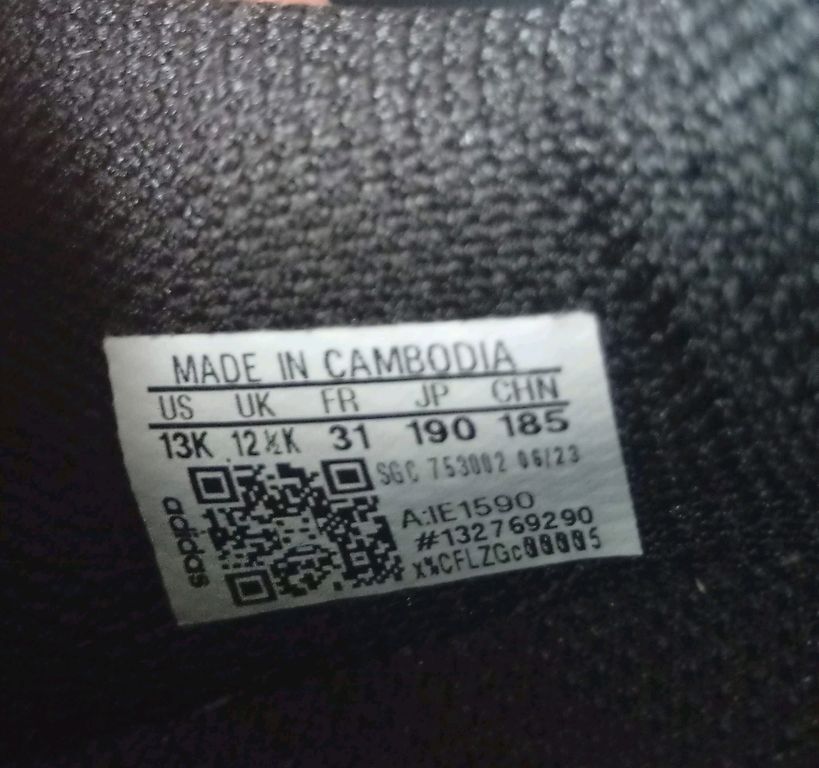 MADE IN CAMBODIA
US UK FR JP CHN
13K 12½K 31 190 185
SGC 753002 06/23
adidas
A:IE1590
#132769290
x%CFLZGc00005